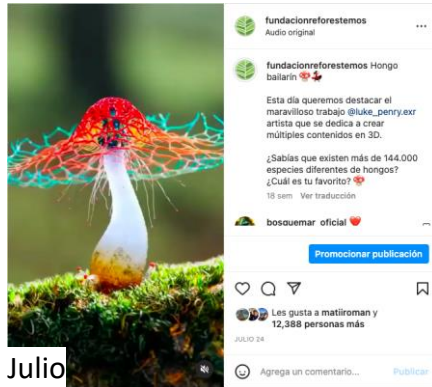 fundacionreforestemos
Audio original
fundacionreforestemos Hongo
bailarín
Esta día queremos destacar el
maravilloso trabajo @luke_penry.exr
artista que se dedica a crear
múltiples contenidos en 3D.
¿Sabías que existen más de 144.000
especies diferentes de hongos?
¿Cuál es tu favorito?
18 sem Ver traducción
bosquemar_oficial
Promocionar publicación
Les gusta a matiiroman y
12,388 personas más
JULIO 24
Agrega un comentario... Publicar
Julio